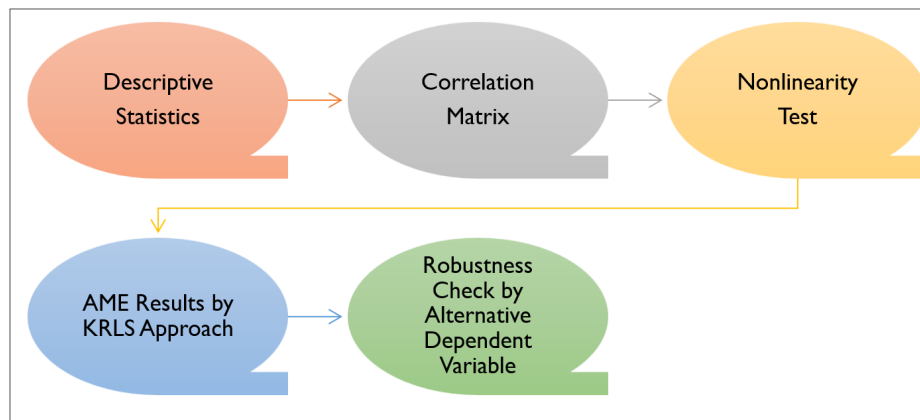 Descriptive
Statistics
Correlation
Matrix
Nonlinearity
Test
AME Results by
KRLS Approach
Robustness
Check by
Alternative
Dependent
Variable